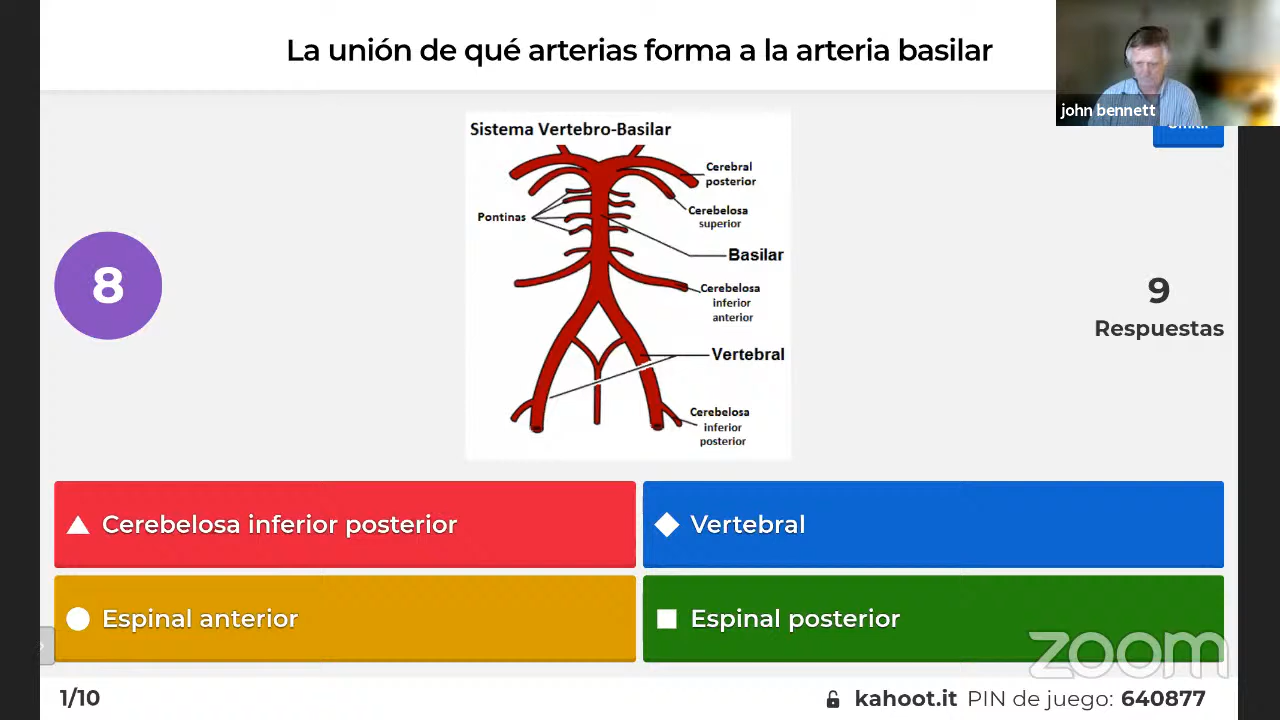 La unión de qué arterias forma a la arteria basilar
john bennett
Sistema Vertebro-Basilar
Cerebral
posterior
Cerebelosa
superior
Pontinas
Basilar
Cerebelosa
inferior
anterior
Vertebral
Cerebelosa
inferior
posterior
8
9
Respuestas
Cerebelosa inferior posterior
Vertebral
Espinal anterior
Espinal posterior
zoom
1/10
kahoot.it PIN de juego: 640877